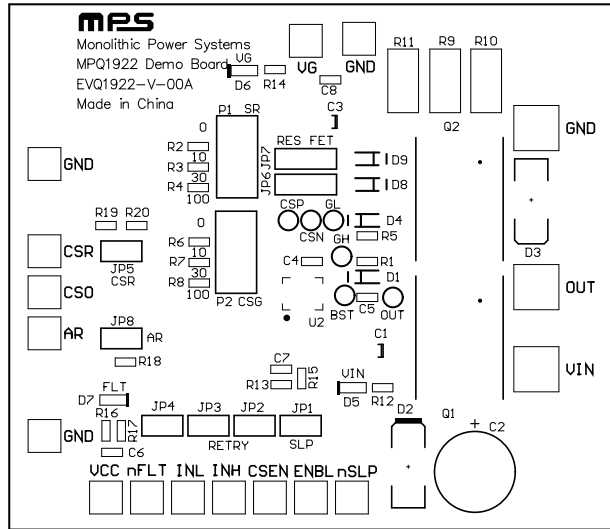 MPS
Monolithic Power Systems
MPQ1922 Demo Board
EVQ1922-V-00A
Made in China
VG
D6
R14
VG
GND
C8
C3
R11
R9
R10
Q2
GND
P1 SR
0
R2
10
R3
30
R4
100
RES FET
JP7
JP6
D9
D8
GND
CSP
CSN
GL
D4
R5
D3
R19
R20
0
R6
10
R7
30
R8
100
P2 CSG
CSR
JP5
CSR
GH
C4
R1
D1
CSO
U2
BST
C5
OUT
OUT
AR
JP8
AR
R18
C1
VIN
C7
R13
R15
VIN
D5
R12
FLT
D7
R16
R17
C6
JP4
JP3
JP2
JP1
RETRY
SLP
D2
Q1
+
C2
GND
VCC nFLT INL INH CSEN ENBL nSLP